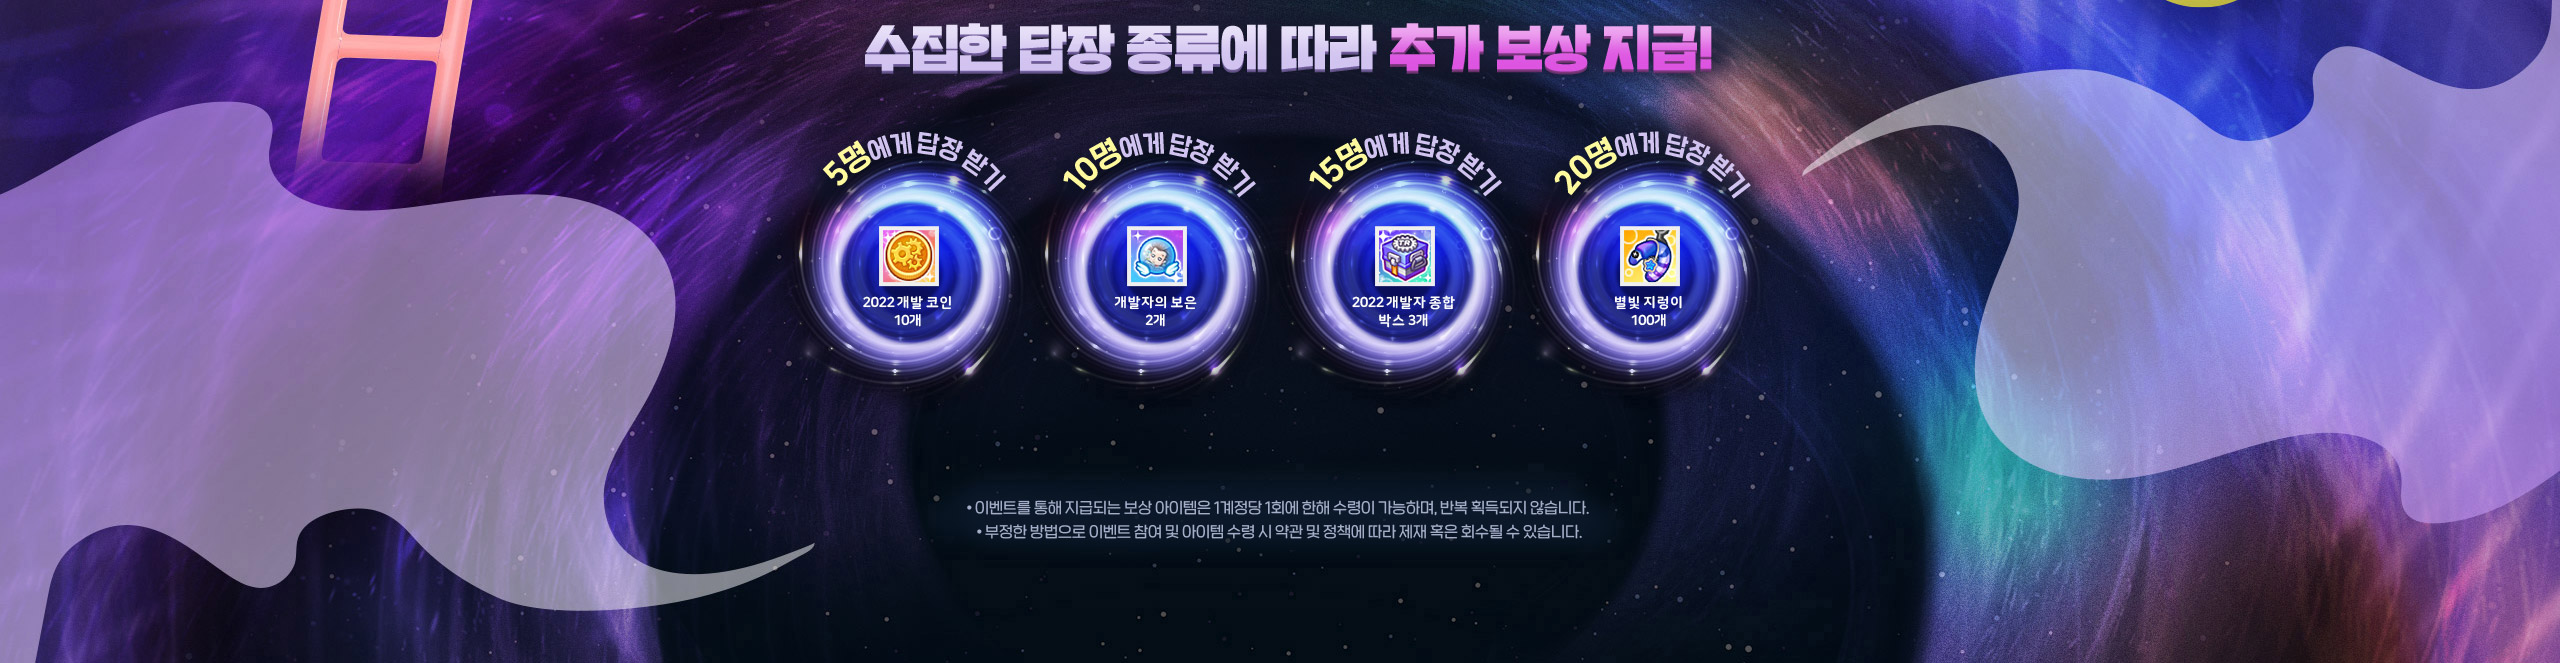 수집한 답장 종류에 따라 추가 보상 지급!
5명에게 답장 받기
2022 개발 코인
10개
10명에게 답장 받기
개발자의 보은
2개
15명에게 답장 받기
TR
2022 개발자 종합
박스 3개
20명에게 답장 받기
별빛 지렁이
100개
• 이벤트를 통해 지급되는 보상 아이템은 1계정당 1회에 한해 수령이 가능하며, 반복 획득되지 않습니다.
• 부정한 방법으로 이벤트 참여 및 아이템 수령 시 약관 및 정책에 따라 제재 혹은 회수될 수 있습니다.